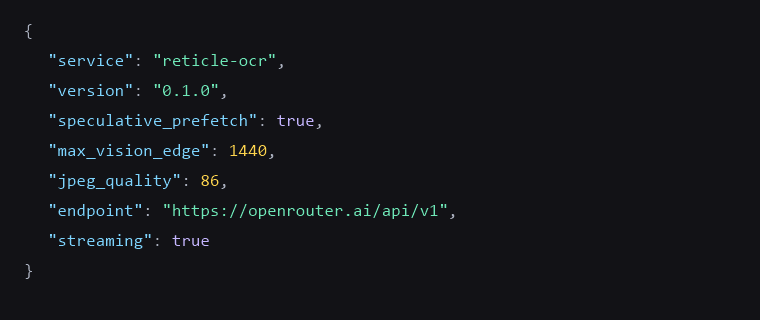 {
  "service": "reticle-ocr",
  "version": "0.1.0",
  "speculative_prefetch": true,
  "max_vision_edge": 1440,
  "jpeg_quality": 86,
  "endpoint": "https://openrouter.ai/api/v1",
  "streaming": true
}